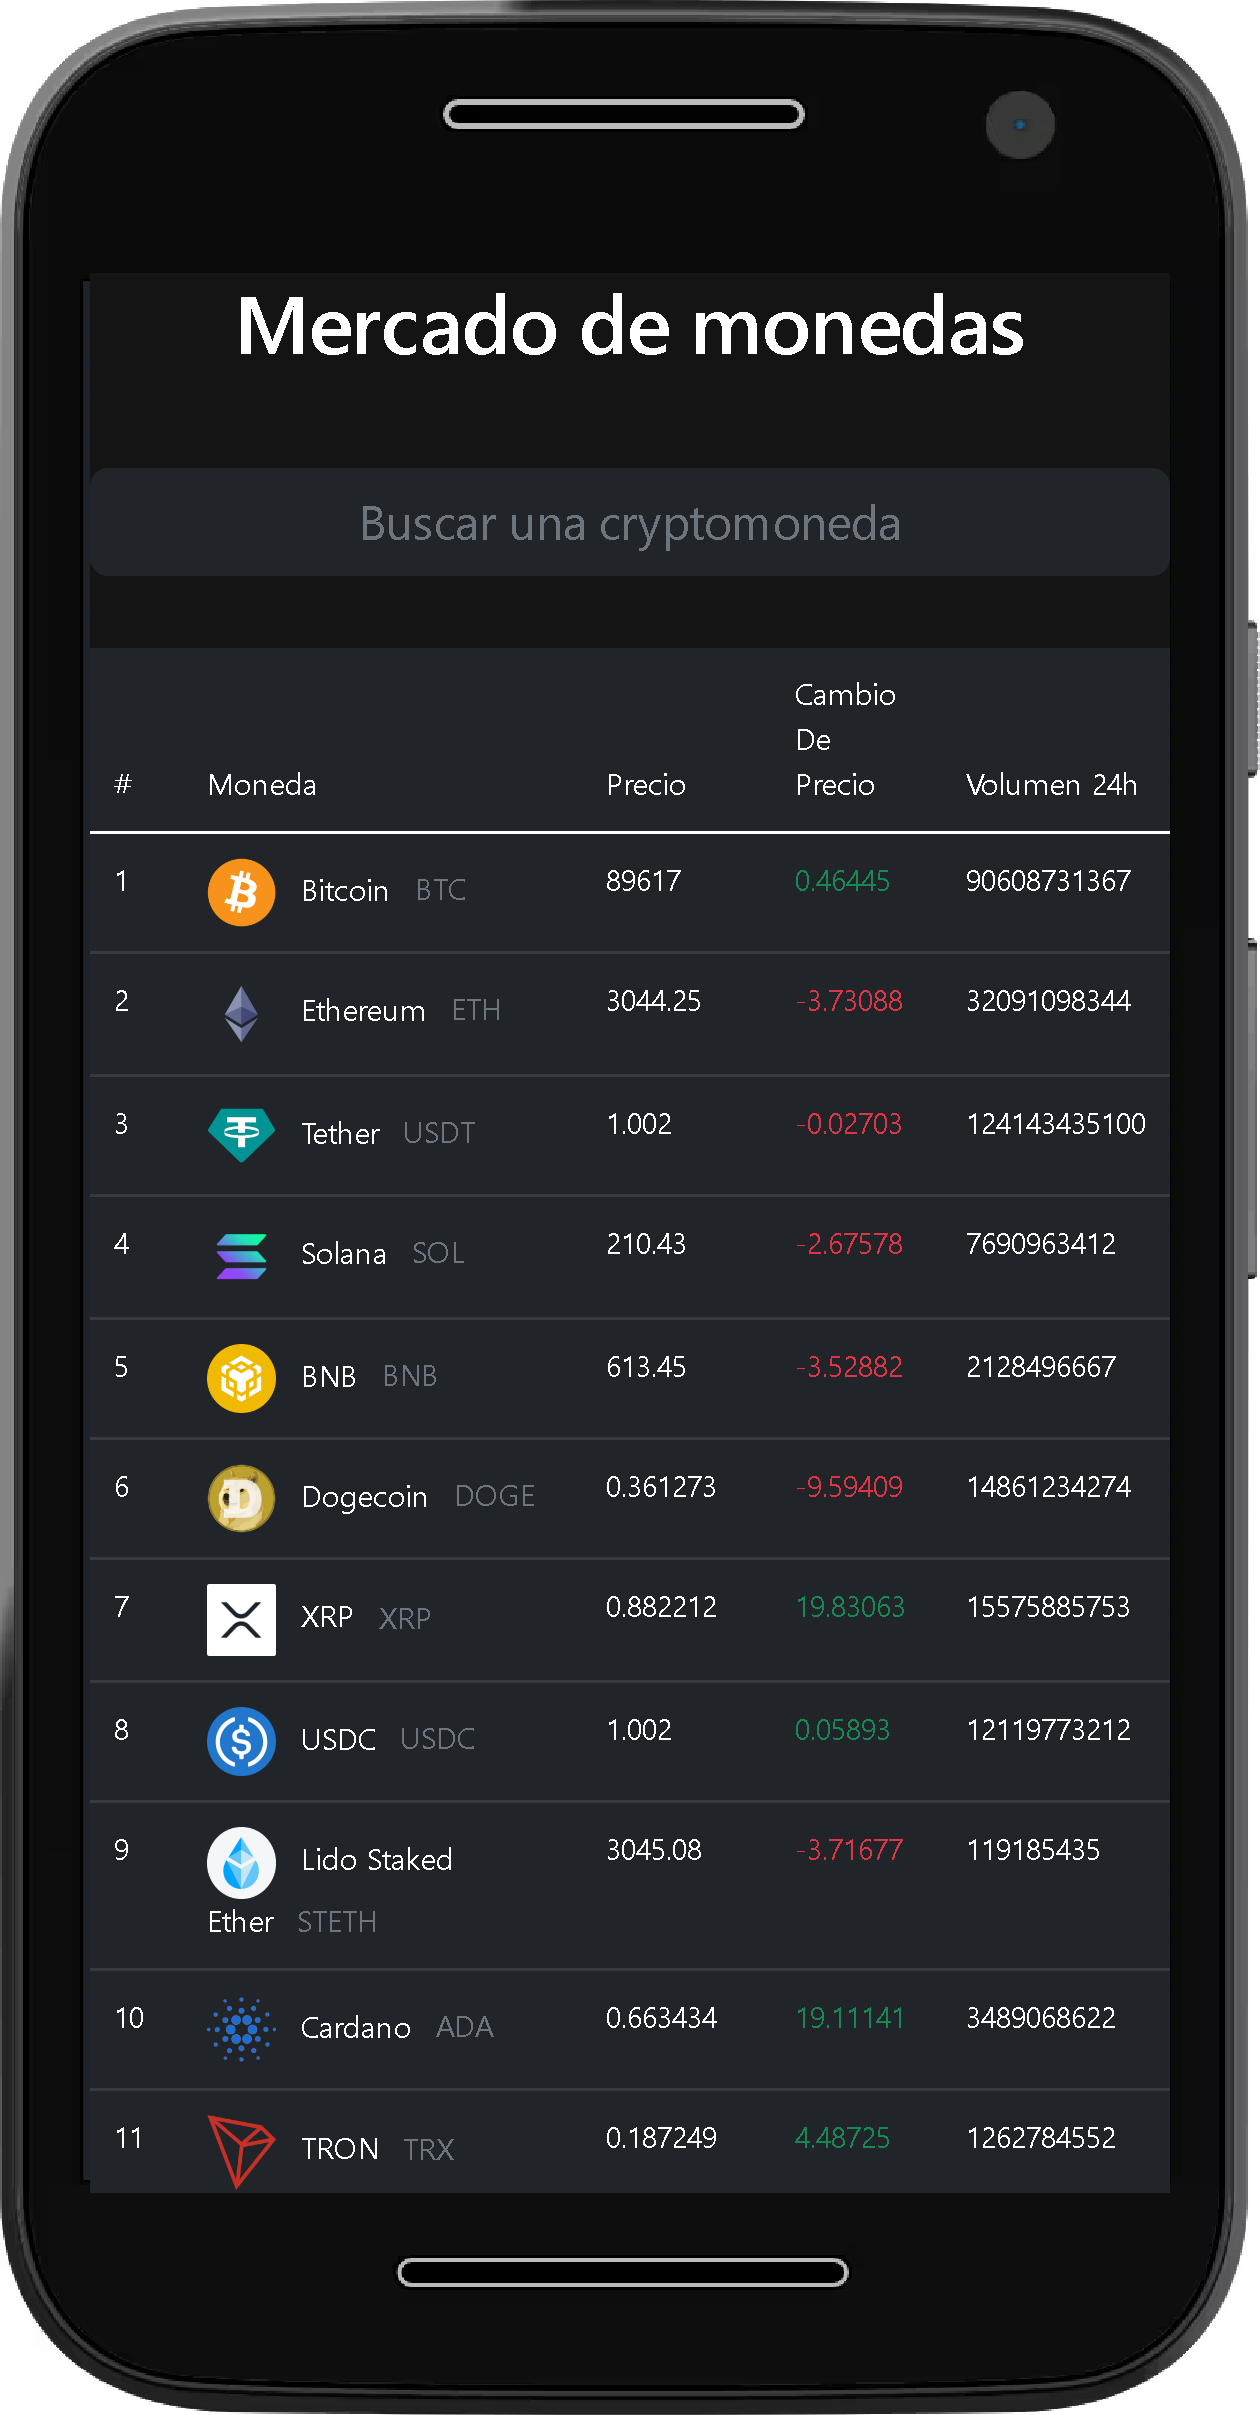 Mercado de monedas
Buscar una cryptomoneda
# Moneda Precio Cambio De Precio Volumen 24h
1 Bitcoin BTC 89617 0.46445 90608731367
2 Ethereum ETH 3044.25 -3.73088 32091098344
3 Tether USDT 1.002 -0.02703 124143435100
4 Solana SOL 210.43 -2.67578 7690963412
5 BNB BNB 613.45 -3.52882 2128496667
6 Dogecoin DOGE 0.361273 -9.59409 14861234274
7 XRP XRP 0.882212 19.83063 15575885753
8 USDC USDC 1.002 0.05893 12119773212
9 Lido Staked Ether STETH 3045.08 -3.71677 119185435
10 Cardano ADA 0.663434 19.11141 3489068622
11 TRON TRX 0.187249 4.48725 1262784552